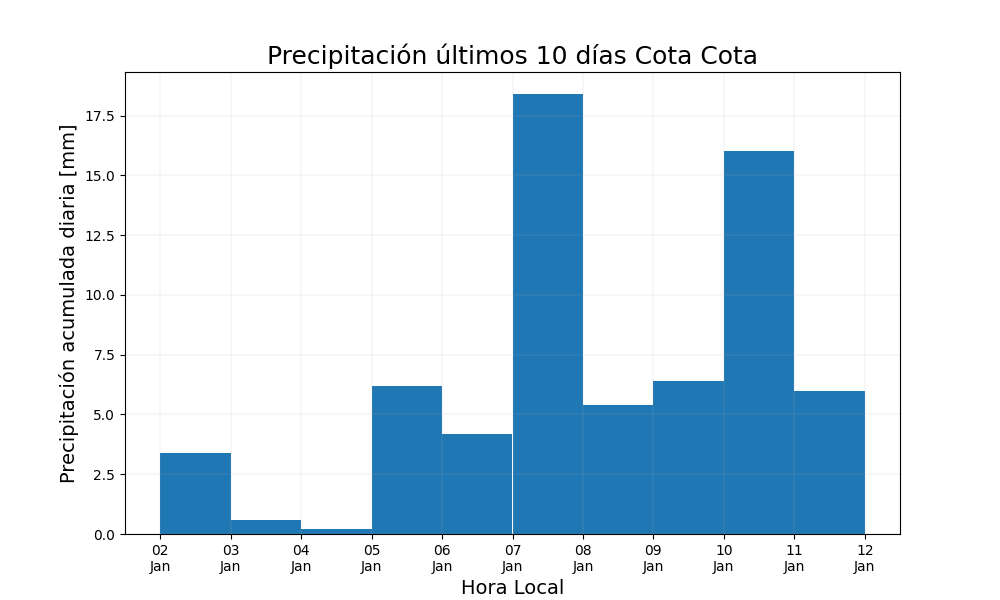 Precipitación últimos 10 días Cota Cota
Precipitación acumulada diaria [mm]
17.5
15.0
12.5
10.0
7.5
5.0
2.5
0.0
02 03 04 05 06 07 08 09 10 11 12
Jan Jan Jan Jan Jan Jan Jan Jan Jan Jan Jan
Hora Local